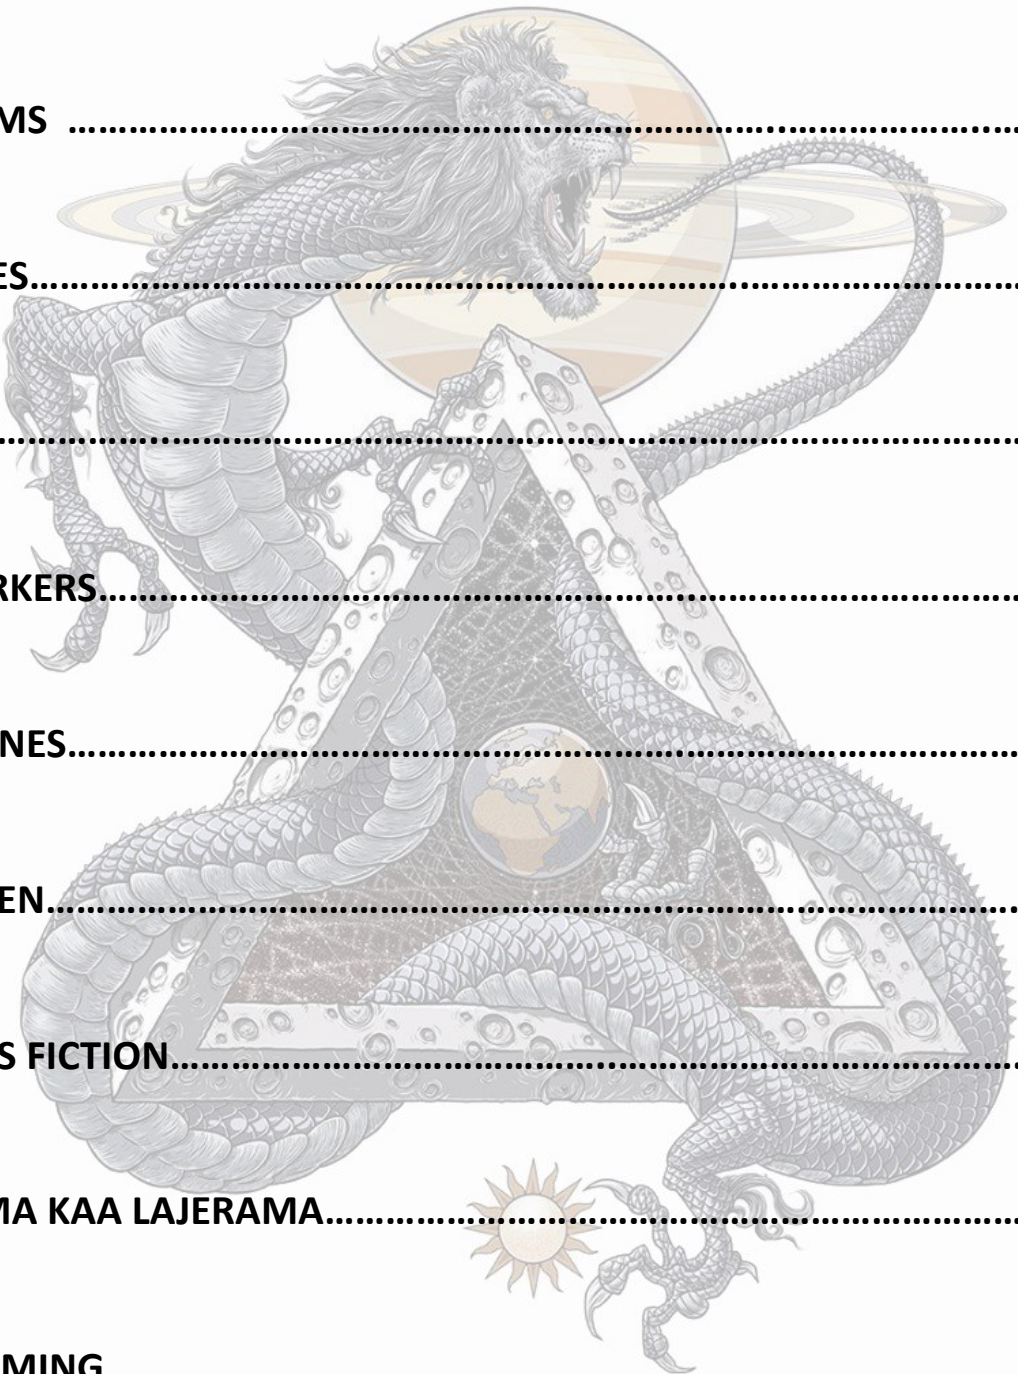 MS ...........................................................................
ES................................................................................
...................................................................................
RKERS.........................................................................
NES............................................................................
EN..............................................................................
S FICTION...................................................................
MA KAA LAJERAMA......................................................
MING